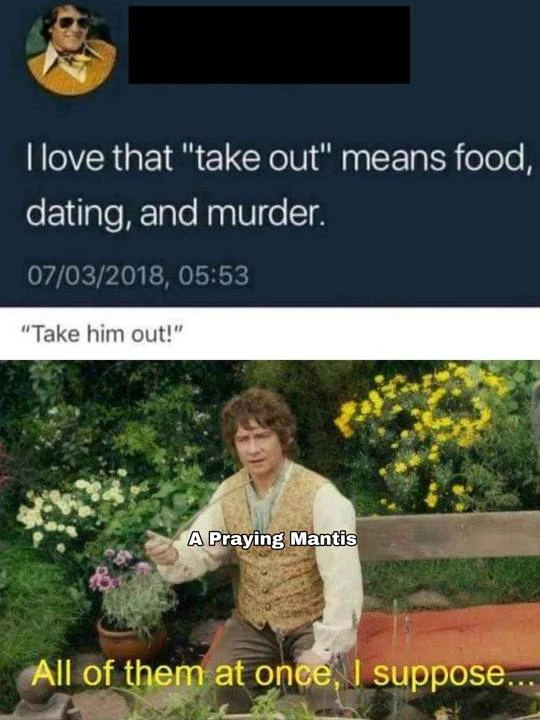 I love that "take out" means food,
dating, and murder.
07/03/2018, 05:53
"Take him out!"
A Praying Mantis
All of them at once, I suppose...